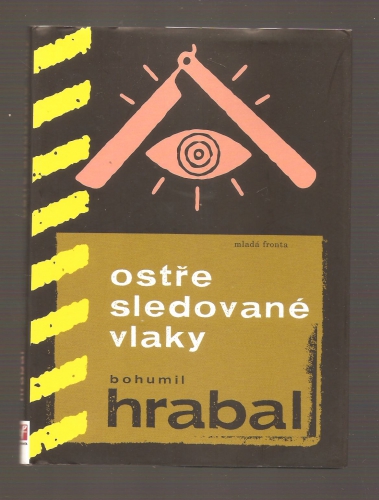 mladá fronta
ostře
sledované
vlaky
bohumil
hrabal